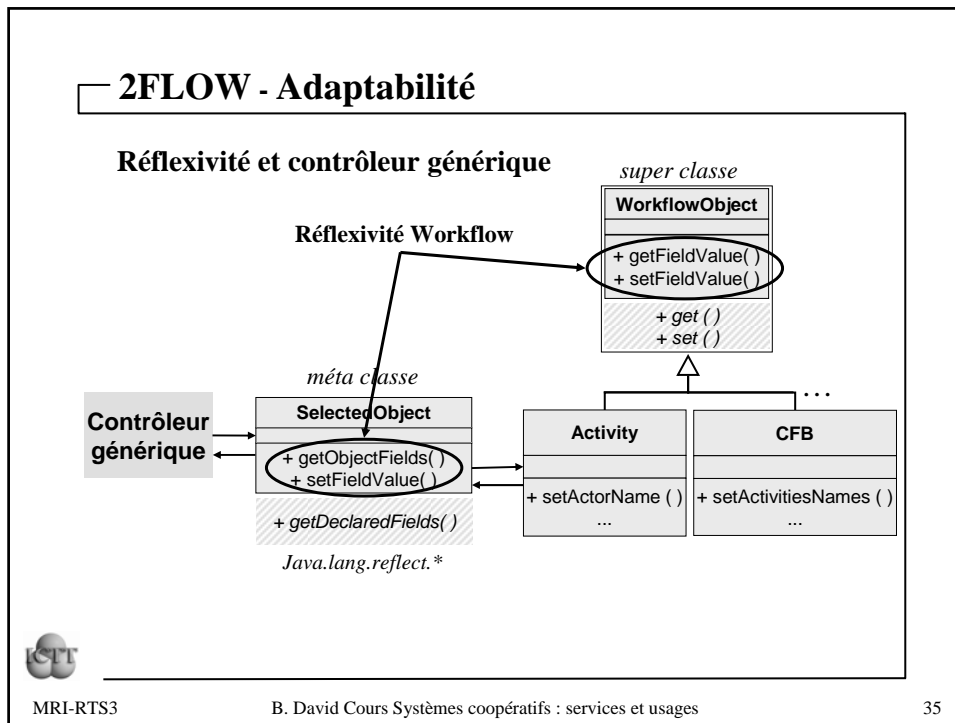 2FLOW - Adaptabilité
Réflexivité et contrôleur générique
super classe
WorkflowObject
Réflexivité Workflow
+ getFieldValue( )
+ setFieldValue( )
+ get ( )
+ set ( )
méta classe
...
Contrôleur
générique
SelectedObject
+ getObjectFields( )
+ setFieldValue( )
+ getDeclaredFields( )
Java.lang.reflect.*
Activity
+ setActorName ( )
...
CFB
+ setActivitiesNames ( )
...
ICTT
MRI-RTS3
B. David Cours Systèmes coopératifs : services et usages
35